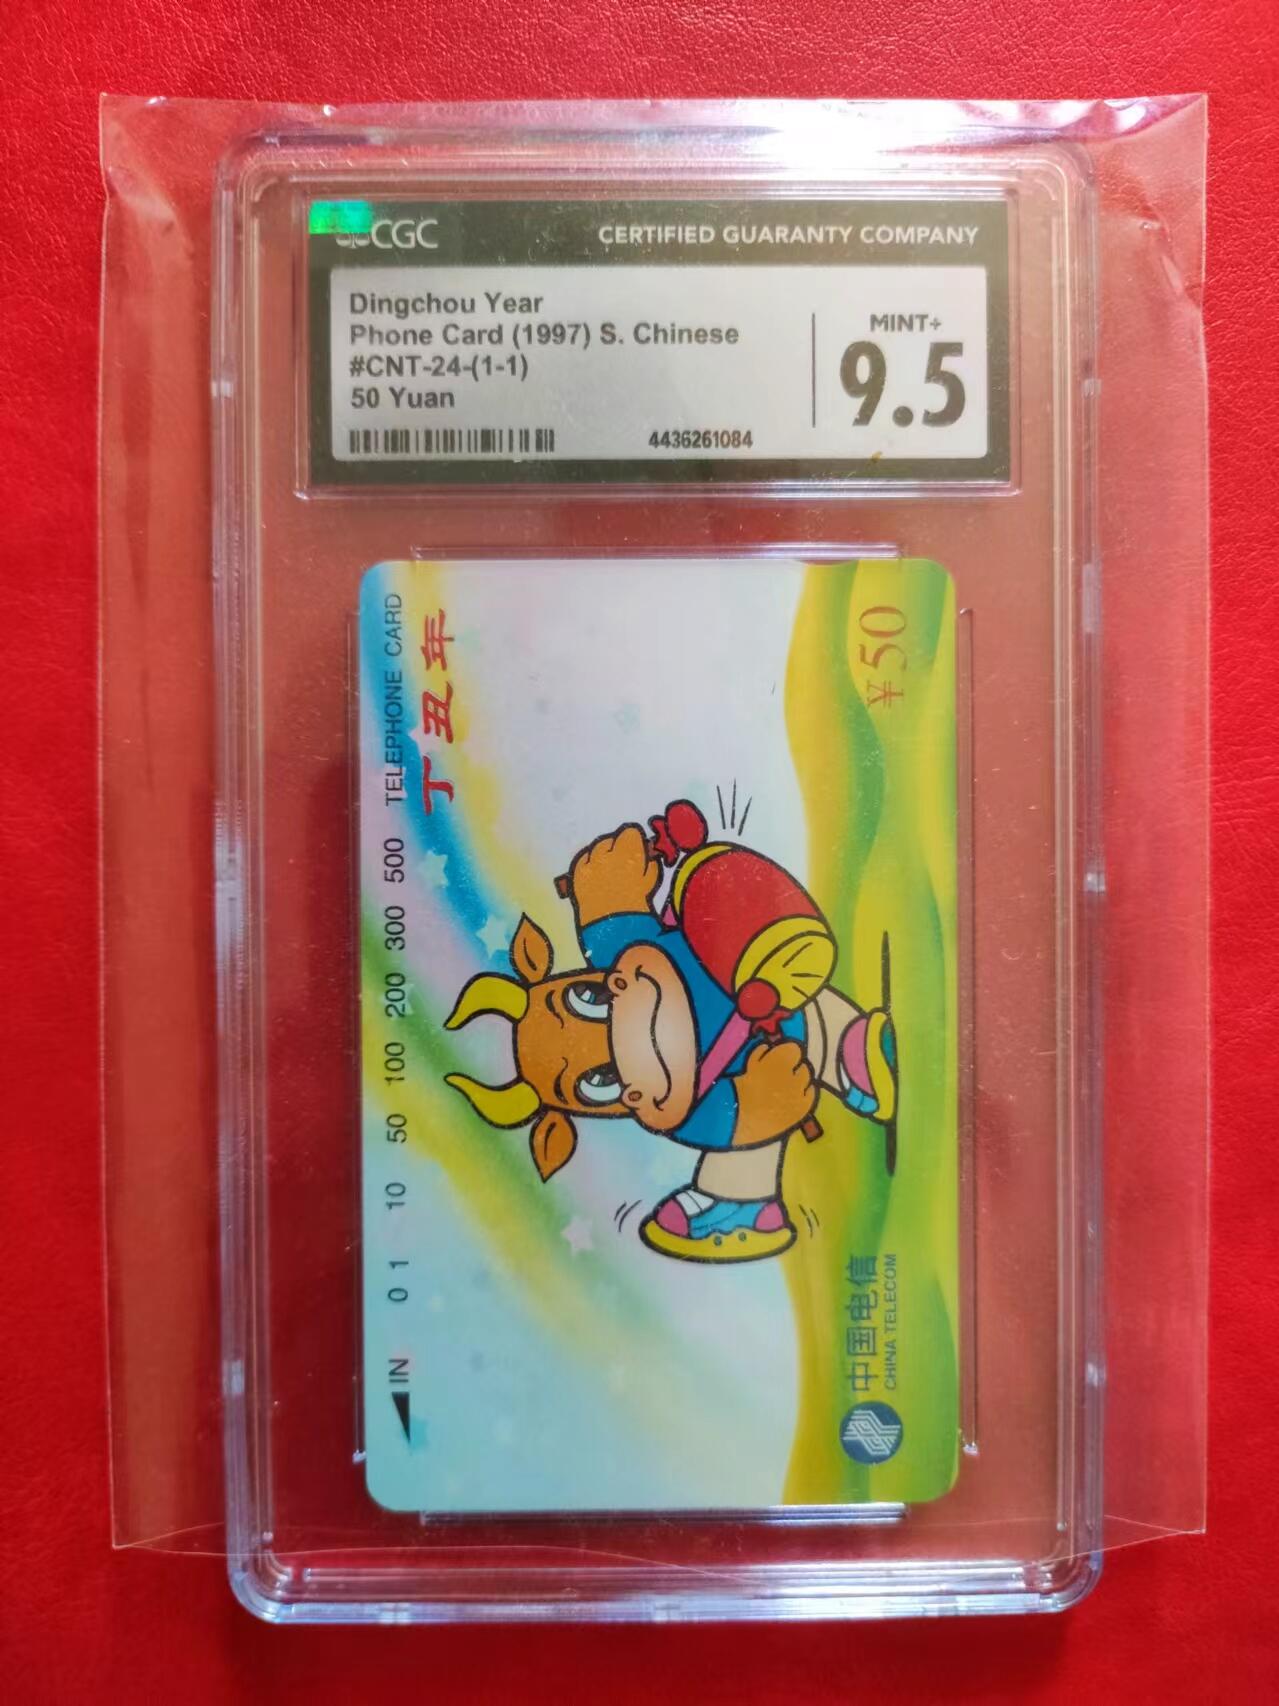 CGC
CERTIFIED GUARANTY COMPANY
Dingchou Year
Phone Card (1997) S. Chinese
#CNT-24-(1-1)
50 Yuan
4436261084
MINT+
9.5
IN 0 1 10 50 100 200 300 500 TELEPHONE CARD
丁丑年
¥50
中国电信
CHINA TELECOM